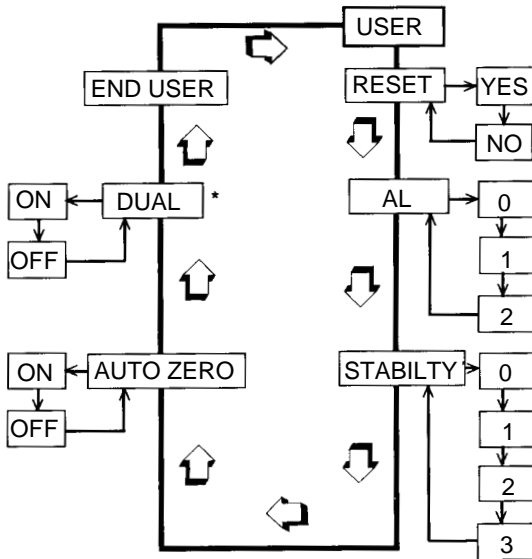 USER
END USER
RESET
YES
NO
ON
DUAL
*
AL
0
OFF
1
2
ON
AUTO ZERO
STABILTY
0
OFF
1
2
3